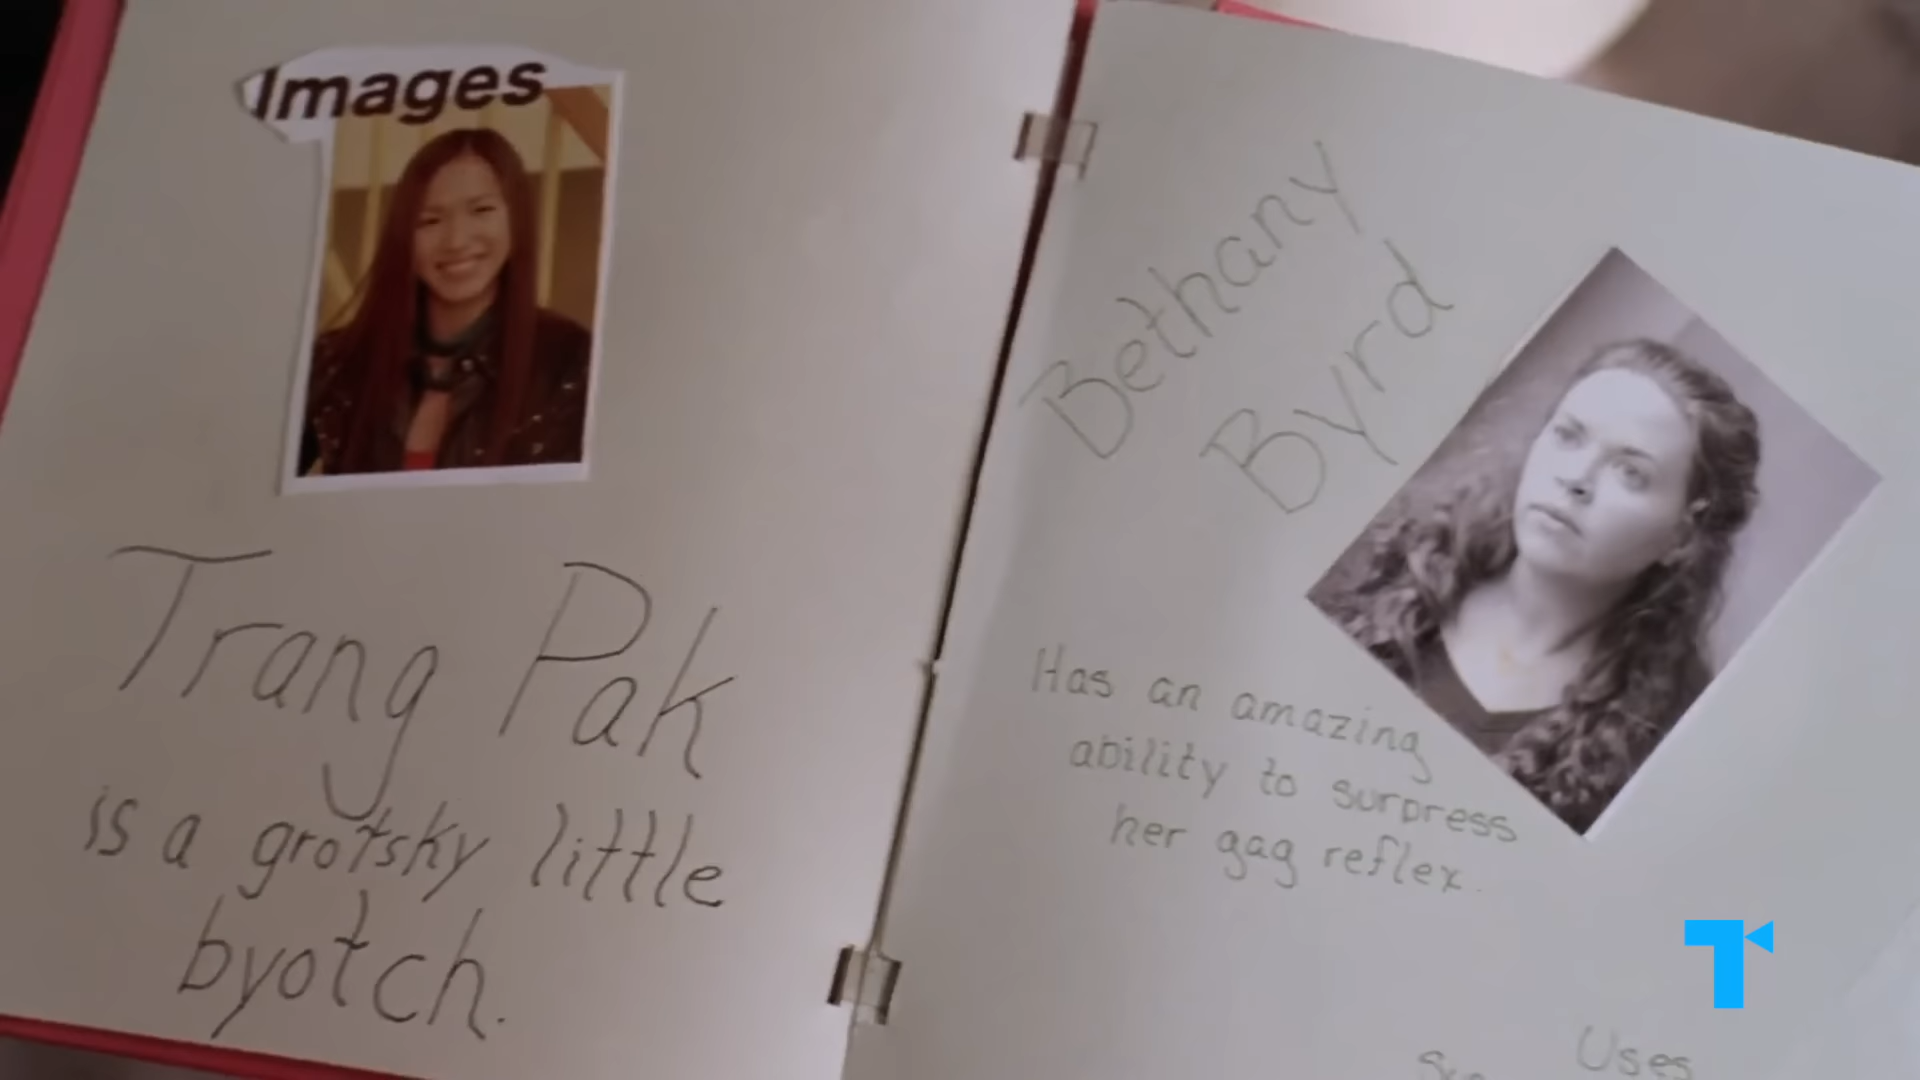 Images
Trang Pak
is a grotsky little
byotch.
Bethany
Byrd
Has an amazing
ability to surpress
her gag reflex.
Uses